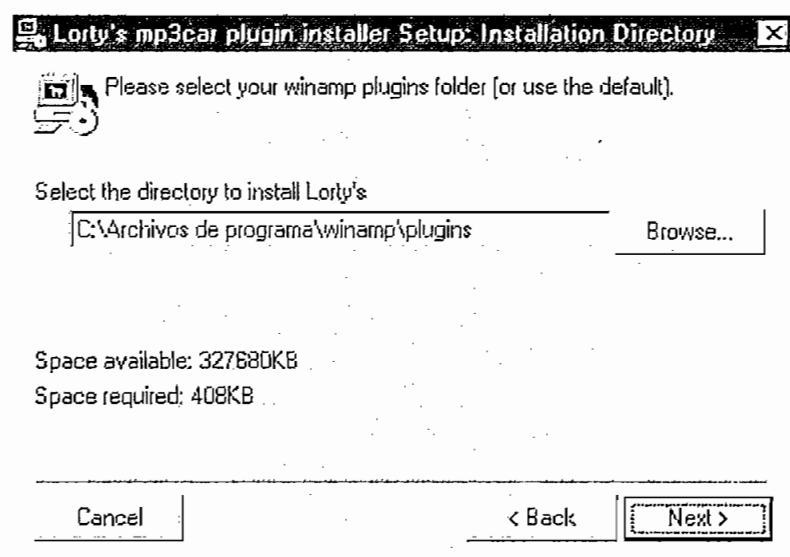 Lorty's mp3car plugin installer Setup: Installation Directory
Please select your winamp plugins folder (or use the default).
Select the directory to install Lorty's
C:\Archivos de programa\winamp\plugins
Browse...
Space available: 327680KB
Space required: 408KB
Cancel
< Back
Next >